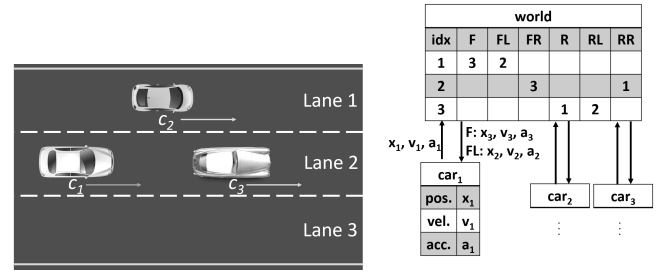 Lane 1
c2
Lane 2
c1
c3
Lane 3
world
idx F FL FR R RL RR
1 3 2
2 3 1
3 1 2
x1, v1, a1
F: x3, v3, a3
FL: x2, v2, a2
car1
pos. x1
vel. v1
acc. a1
car2
car3
⋮ ⋮